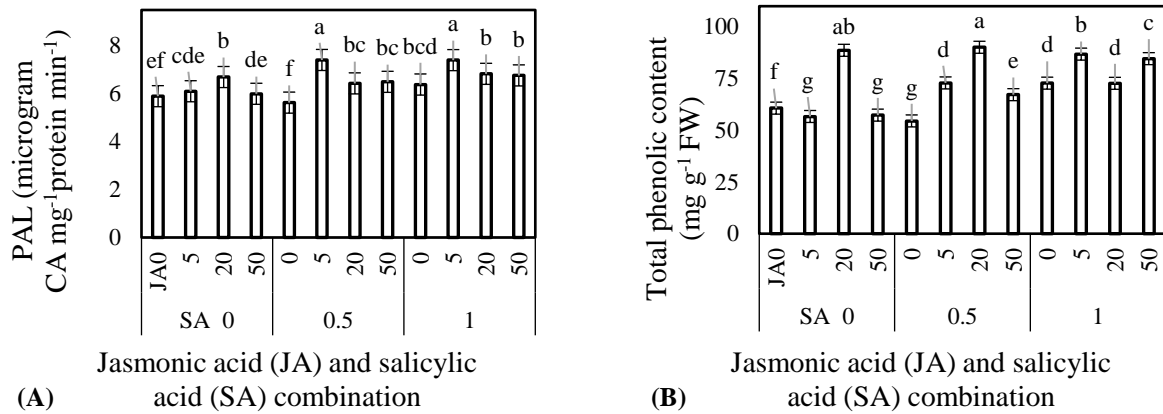 PAL (microgram
CA mg-1protein min-1)
8
6
4
2
0
ef cde b de f a bc bc bcd a b b
JA0 5 20 50 0 5 20 50 0 5 20 50
SA 0 0.5 1
Jasmonic acid (JA) and salicylic
(A) acid (SA) combination
Total phenolic content
(mg g-1 FW)
100
75
50
25
0
f g ab g g d a e d b d c
JA0 5 20 50 0 5 20 50 0 5 20 50
SA 0 0.5 1
Jasmonic acid (JA) and salicylic
(B) acid (SA) combination